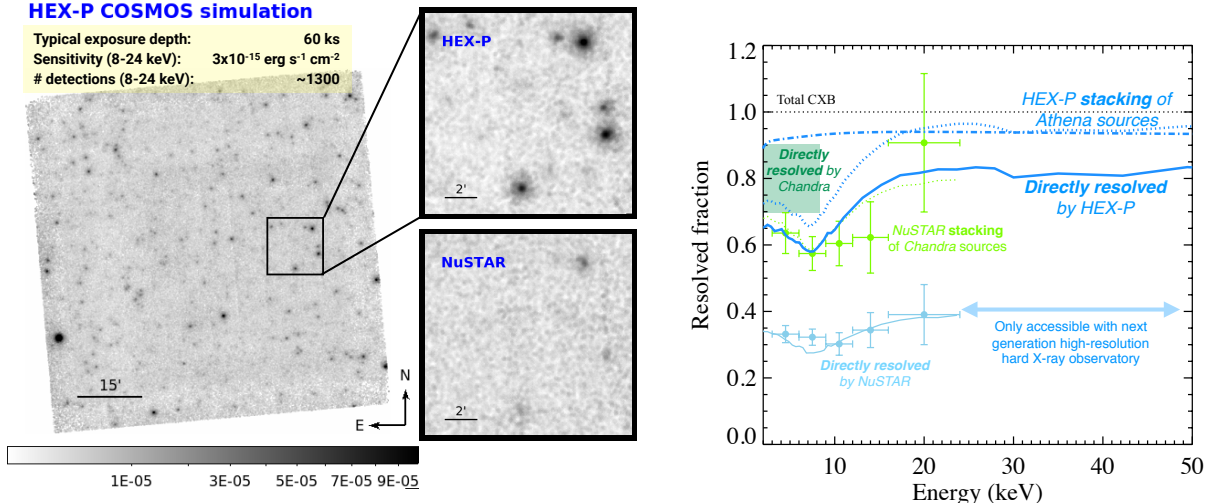 HEX-P COSMOS simulation
Typical exposure depth: 60 ks
Sensitivity (8-24 keV): 3x10⁻¹⁵ erg s⁻¹ cm⁻²
# detections (8-24 keV): ~1300
15'
N
E
1E-05 3E-05 5E-05 7E-05 9E-05
HEX-P
2'
NuSTAR
2'
1.2
1.0
0.8
0.6
0.4
0.2
0.0
Resolved fraction
Total CXB
HEX-P stacking of
Athena sources
Directly
resolved by
Chandra
Directly resolved
by HEX-P
NuSTAR stacking
of Chandra sources
Only accessible with next
generation high-resolution
hard X-ray observatory
Directly resolved
by NuSTAR
10 20 30 40 50
Energy (keV)